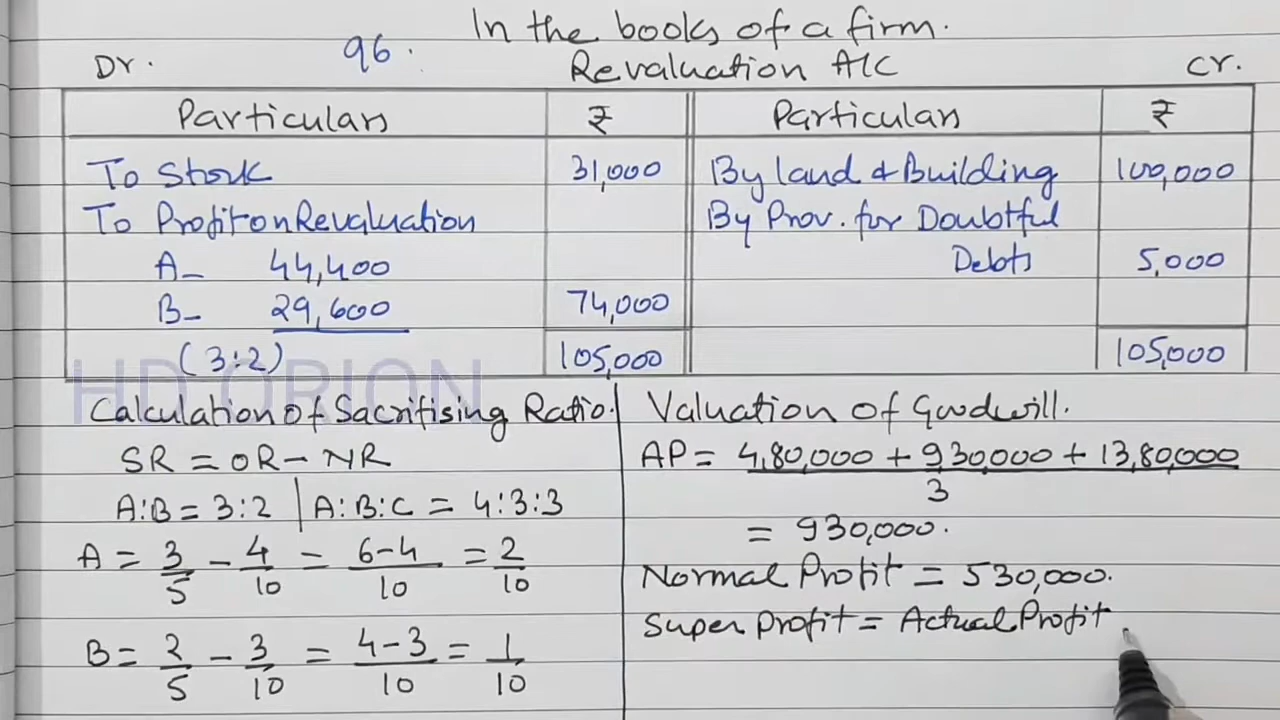 In the books of a firm.
96.
Dr. Revaluation A/C Cr.
Particulars ₹ Particulars ₹
To Stock 31,000 By land & Building 100,000
To Profit on Revaluation By Prov. for Doubtful
A- 44,400 Debts 5,000
B- 29,600 74,000
(3:2) 105,000 105,000
HD ORION
Calculation of Sacrifising Ratio.
SR = OR - NR
A:B = 3:2 | A:B:C = 4:3:3
A = 3/5 - 4/10 = 6-4/10 = 2/10
B = 2/5 - 3/10 = 4-3/10 = 1/10
Valuation of Goodwill.
AP = 4,80,000 + 930,000 + 13,80,000 / 3
= 930,000.
Normal Profit = 530,000.
Super Profit = Actual Profit